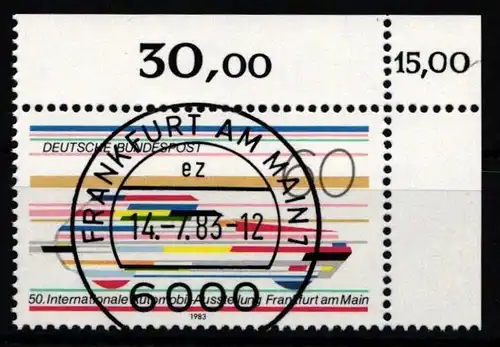 30,00
15,00
DEUTSCHE BUNDESPOST
60
FRANKFURT AM MAIN 1
ez
14.-7.83-12
6000
50. Internationale Automobil-Ausstellung Frankfurt am Main
1983